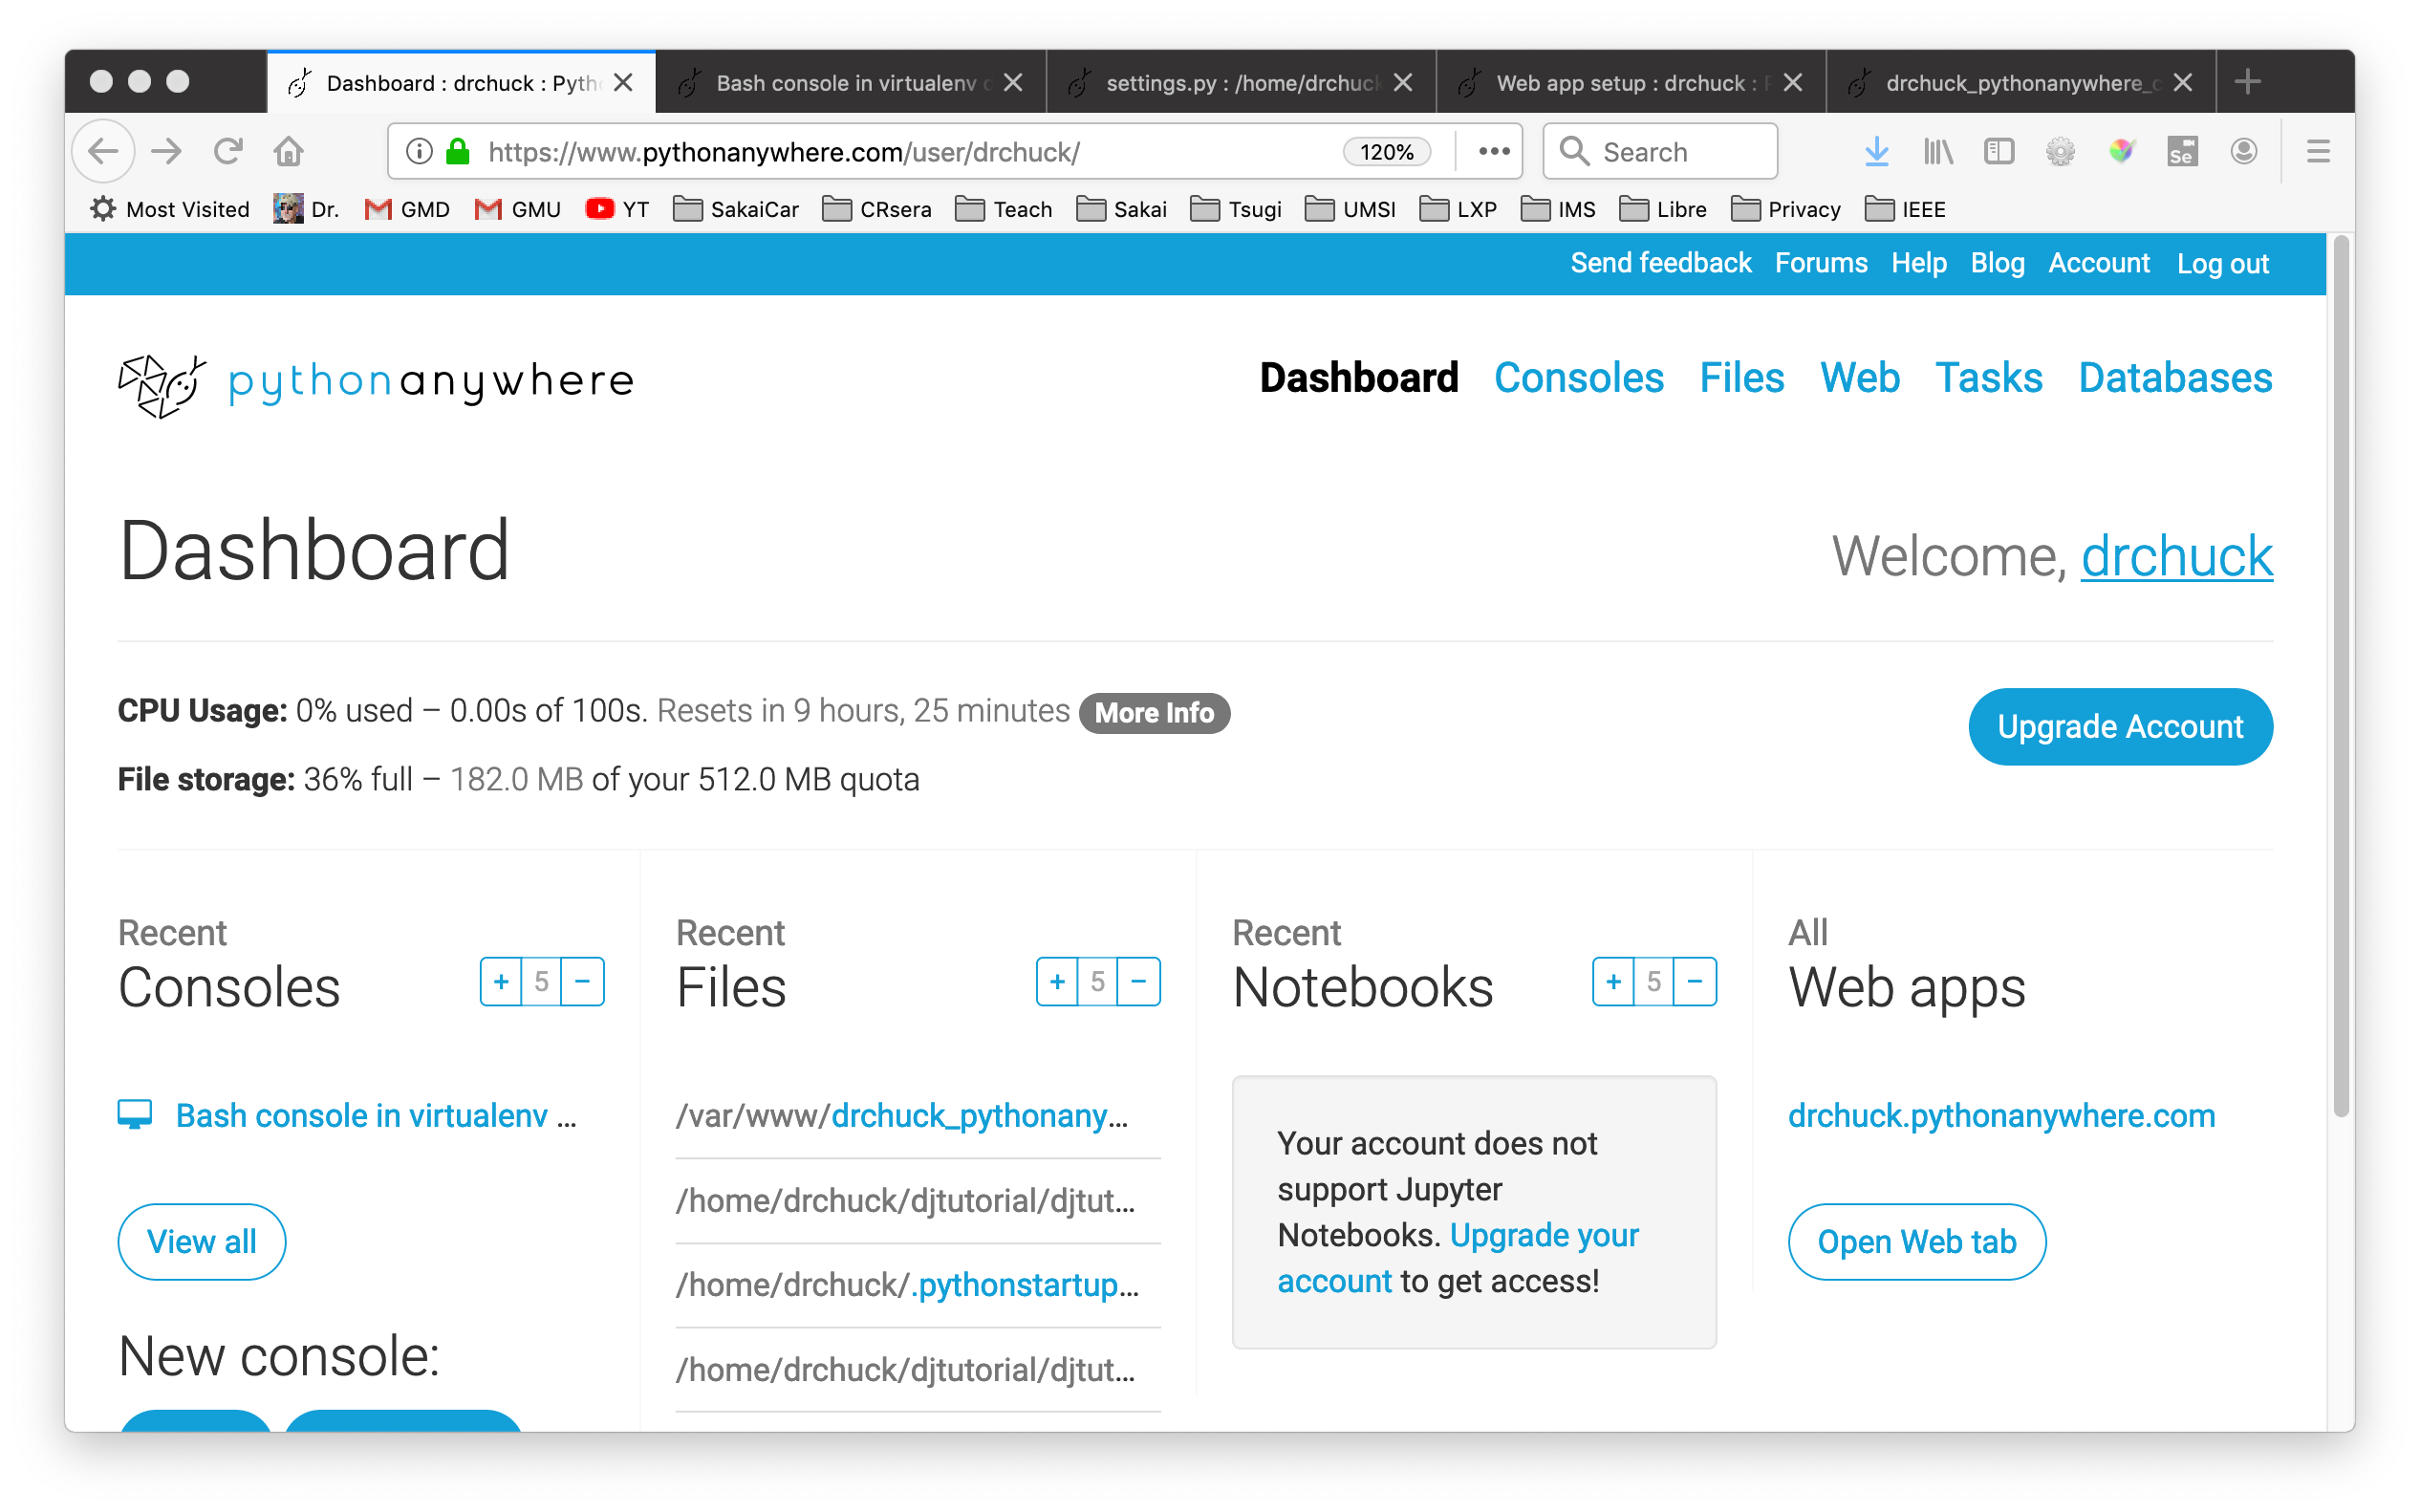 Dashboard : drchuck : Pyth
Bash console in virtualenv
settings.py : /home/drchuck
Web app setup : drchuck :
drchuck_pythonanywhere_c
https://www.pythonanywhere.com/user/drchuck/
120%
Search
Se
Most Visited
Dr.
GMD
GMU
YT
SakaiCar
CRsera
Teach
Sakai
Tsugi
UMSI
LXP
IMS
Libre
Privacy
IEEE
Send feedback Forums Help Blog Account Log out
pythonanywhere
Dashboard Consoles Files Web Tasks Databases
Dashboard
Welcome, drchuck
CPU Usage: 0% used – 0.00s of 100s. Resets in 9 hours, 25 minutes More Info
Upgrade Account
File storage: 36% full – 182.0 MB of your 512.0 MB quota
Recent
Consoles
+ 5 −
Bash console in virtualenv ...
View all
New console:
Recent
Files
+ 5 −
/var/www/drchuck_pythonany...
/home/drchuck/djtutorial/djtut...
/home/drchuck/.pythonstartup...
/home/drchuck/djtutorial/djtut...
Recent
Notebooks
+ 5 −
Your account does not
support Jupyter
Notebooks. Upgrade your
account to get access!
All
Web apps
drchuck.pythonanywhere.com
Open Web tab